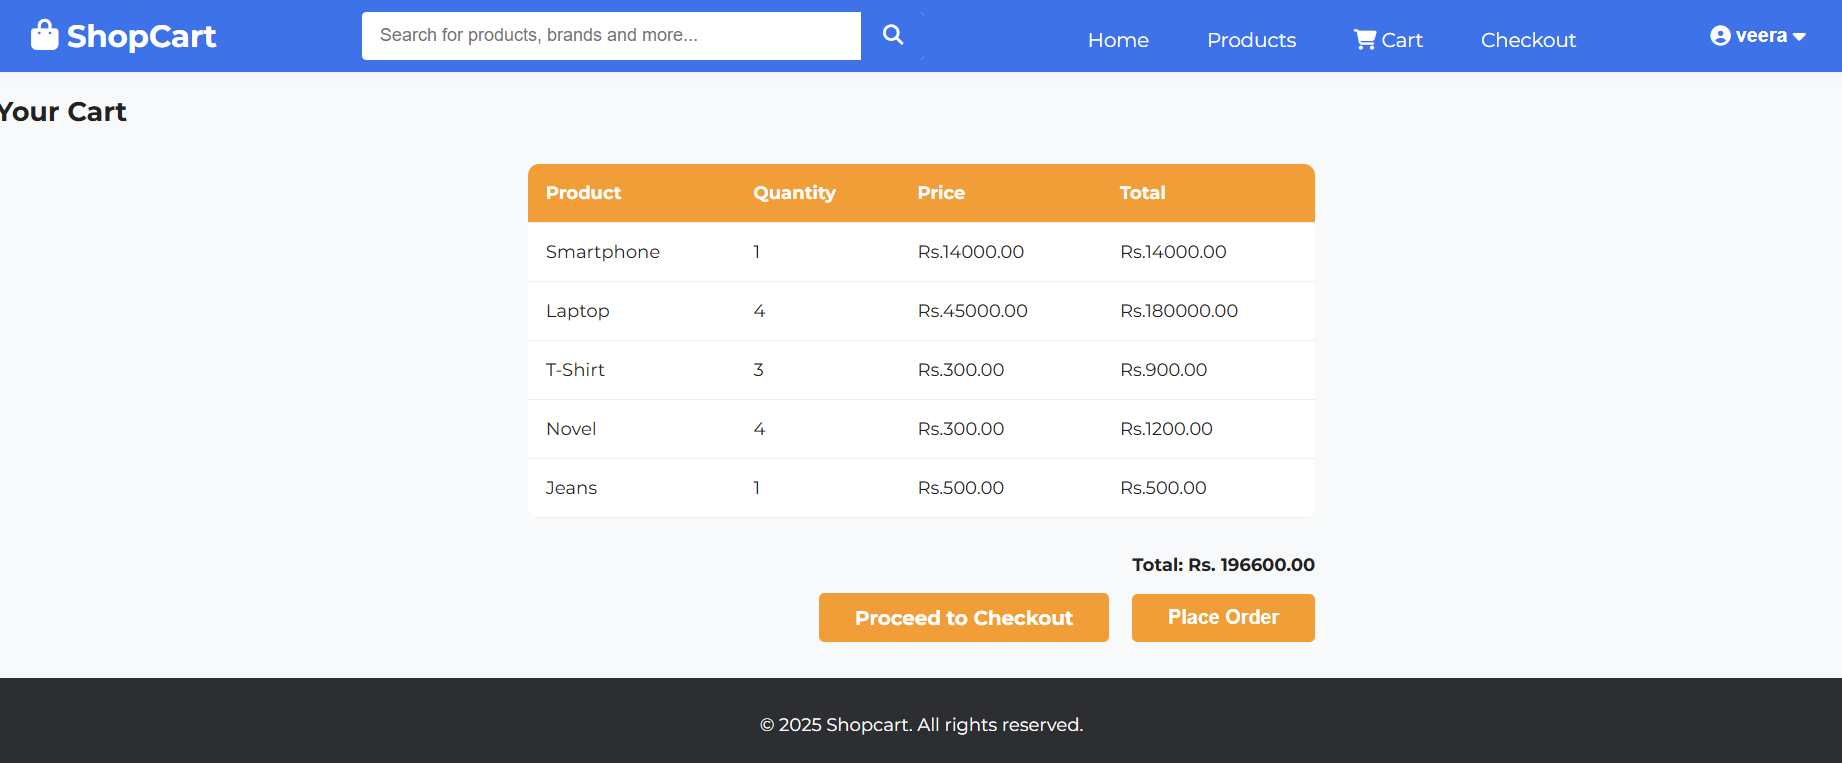 ShopCart Search for products, brands and more... Home Products Cart Checkout veera
Your Cart
Product Quantity Price Total
Smartphone 1 Rs.14000.00 Rs.14000.00
Laptop 4 Rs.45000.00 Rs.180000.00
T-Shirt 3 Rs.300.00 Rs.900.00
Novel 4 Rs.300.00 Rs.1200.00
Jeans 1 Rs.500.00 Rs.500.00
Total: Rs. 196600.00
Proceed to Checkout Place Order
© 2025 Shopcart. All rights reserved.